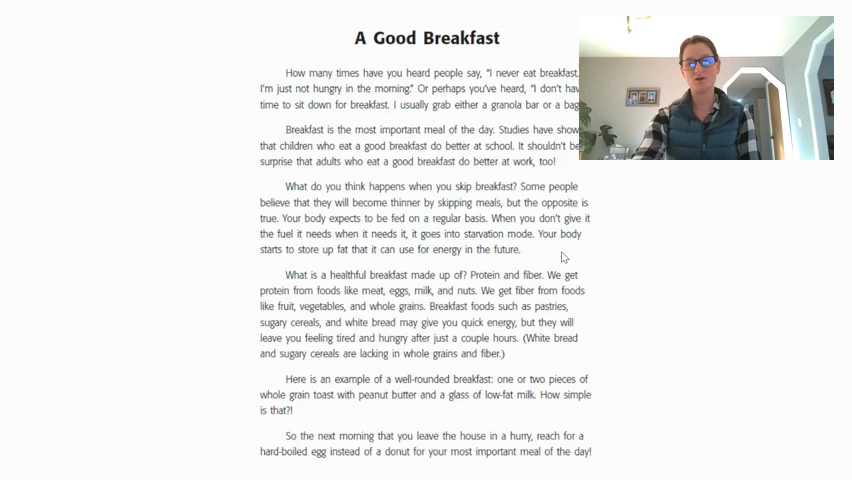 A Good Breakfast
How many times have you heard people say, "I never eat breakfast.
I'm just not hungry in the morning." Or perhaps you've heard, "I don't
time to sit down for breakfast. I usually grab either a granola bar or a
Breakfast is the most important meal of the day. Studies have
that children who eat a good breakfast do better at school. It shouldn't
surprise that adults who eat a good breakfast do better at work, too!
What do you think happens when you skip breakfast? Some people
believe that they will become thinner by skipping meals, but the opposite is
true. Your body expects to be fed on a regular basis. When you don't give it
the fuel it needs when it needs it, it goes into starvation mode. Your body
starts to store up fat that it can use for energy in the future.
What is a healthful breakfast made up of? Protein and fiber. We get
protein from foods like meat, eggs, milk, and nuts. We get fiber from foods
like fruit, vegetables, and whole grains. Breakfast foods such as pastries,
sugary cereals, and white bread may give you quick energy, but they will
leave you feeling tired and hungry after just a couple hours. (White bread
and sugary cereals are lacking in whole grains and fiber.)
Here is an example of a well-rounded breakfast: one or two pieces of
whole grain toast with peanut butter and a glass of low-fat milk. How simple
is that?!
So the next morning that you leave the house in a hurry, reach for a
hard-boiled egg instead of a donut for your most important meal of the day!